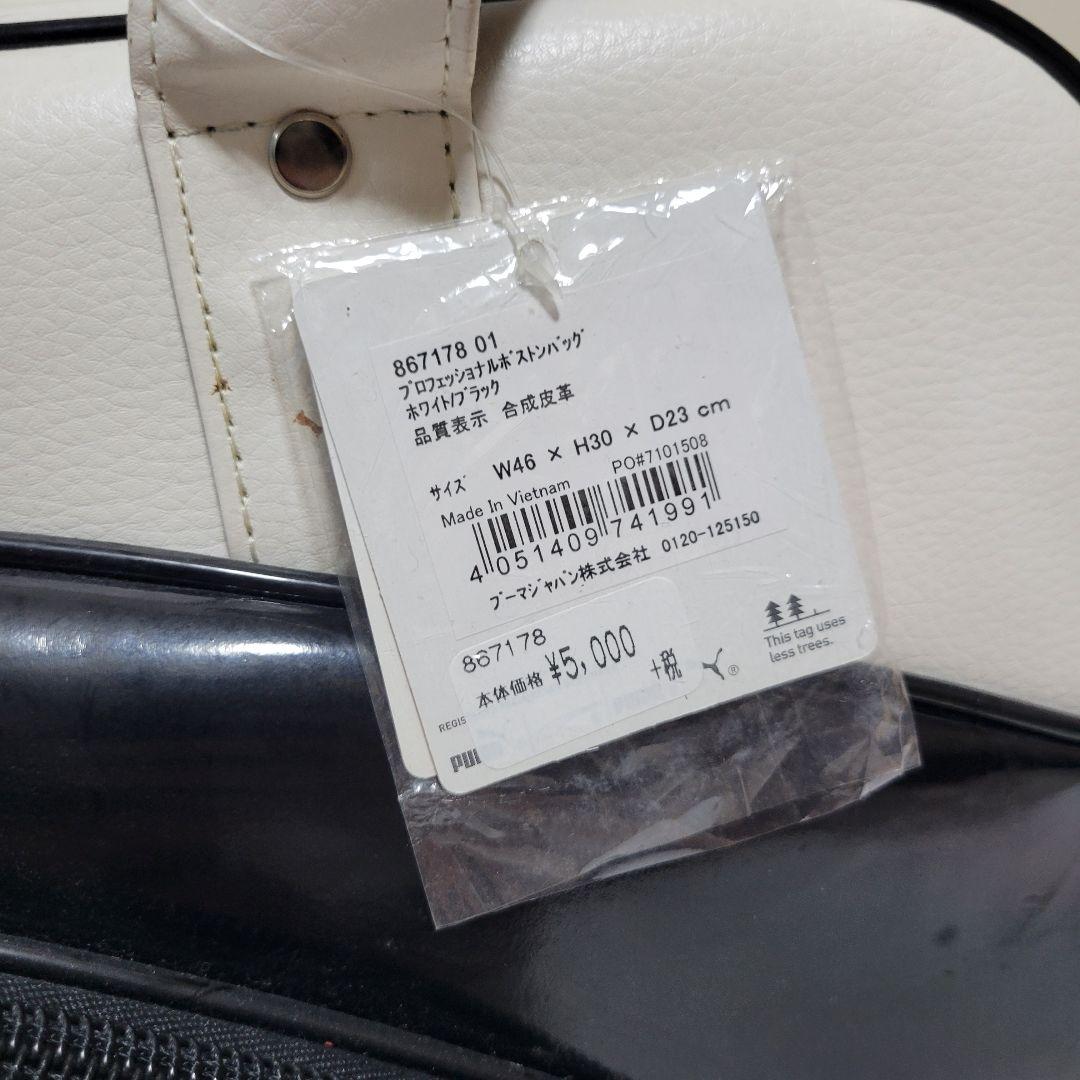 867178 01
ﾌﾟﾛﾌｪｯｼｮﾅﾙﾎﾞｽﾄﾝﾊﾞｯｸﾞ
ﾎﾜｲﾄ/ﾌﾞﾗｯｸ
品質表示 合成皮革
ｻｲｽﾞ W46 × H30 × D23 cm
Made In Vietnam PO#7101508
4 051409 741991
ﾌﾟｰﾏｼﾞｬﾊﾟﾝ株式会社 0120-125150
867178
本体価格 ¥5,000 +税
®
This tag uses
less trees.
REGIS